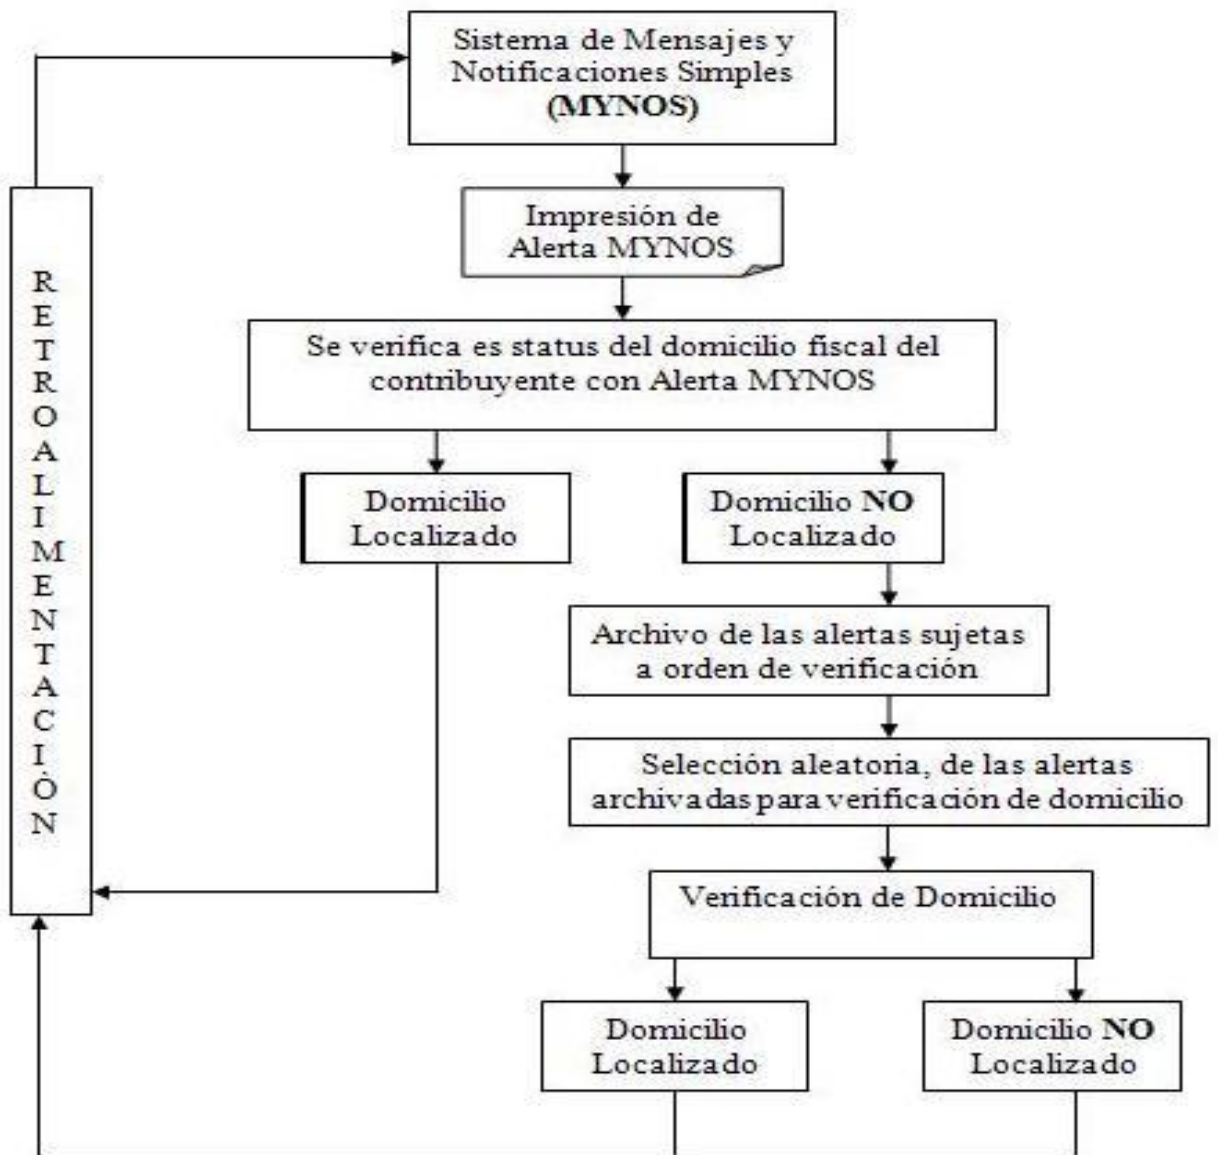 Sistema de Mensajes y
Notificaciones Simples
(MYNOS)
Impresión de
Alerta MYNOS
Se verifica es status del domicilio fiscal del
contribuyente con Alerta MYNOS
Domicilio
Localizado
Domicilio NO
Localizado
Archivo de las alertas sujetas
a orden de verificación
Selección aleatoria, de las alertas
archivadas para verificación de domicilio
Verificación de Domicilio
Domicilio
Localizado
Domicilio NO
Localizado
R
E
T
R
O
A
L
I
M
E
N
T
A
C
I
Ó
N